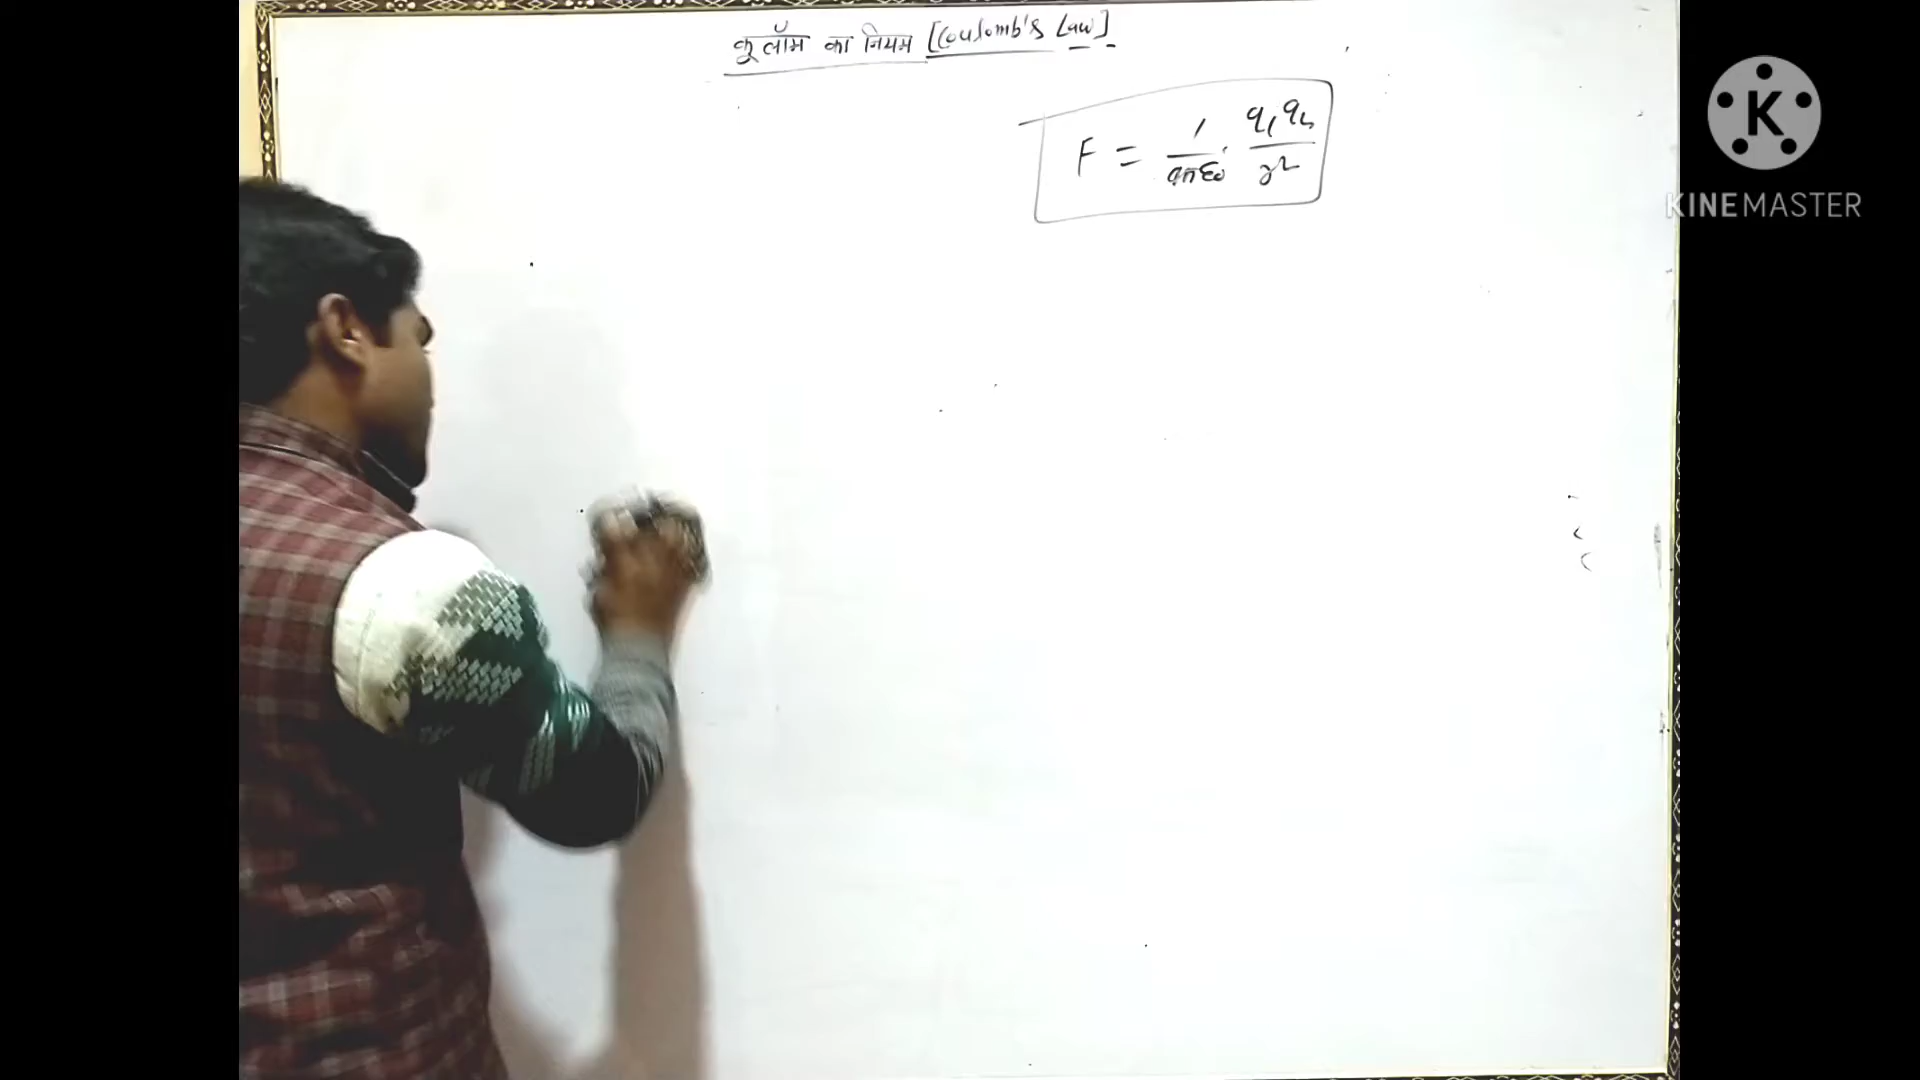 कूलॉम का नियम [Coulomb's Law]
F = 1/4πε0 . q1q2/r2
K
KINEMASTER